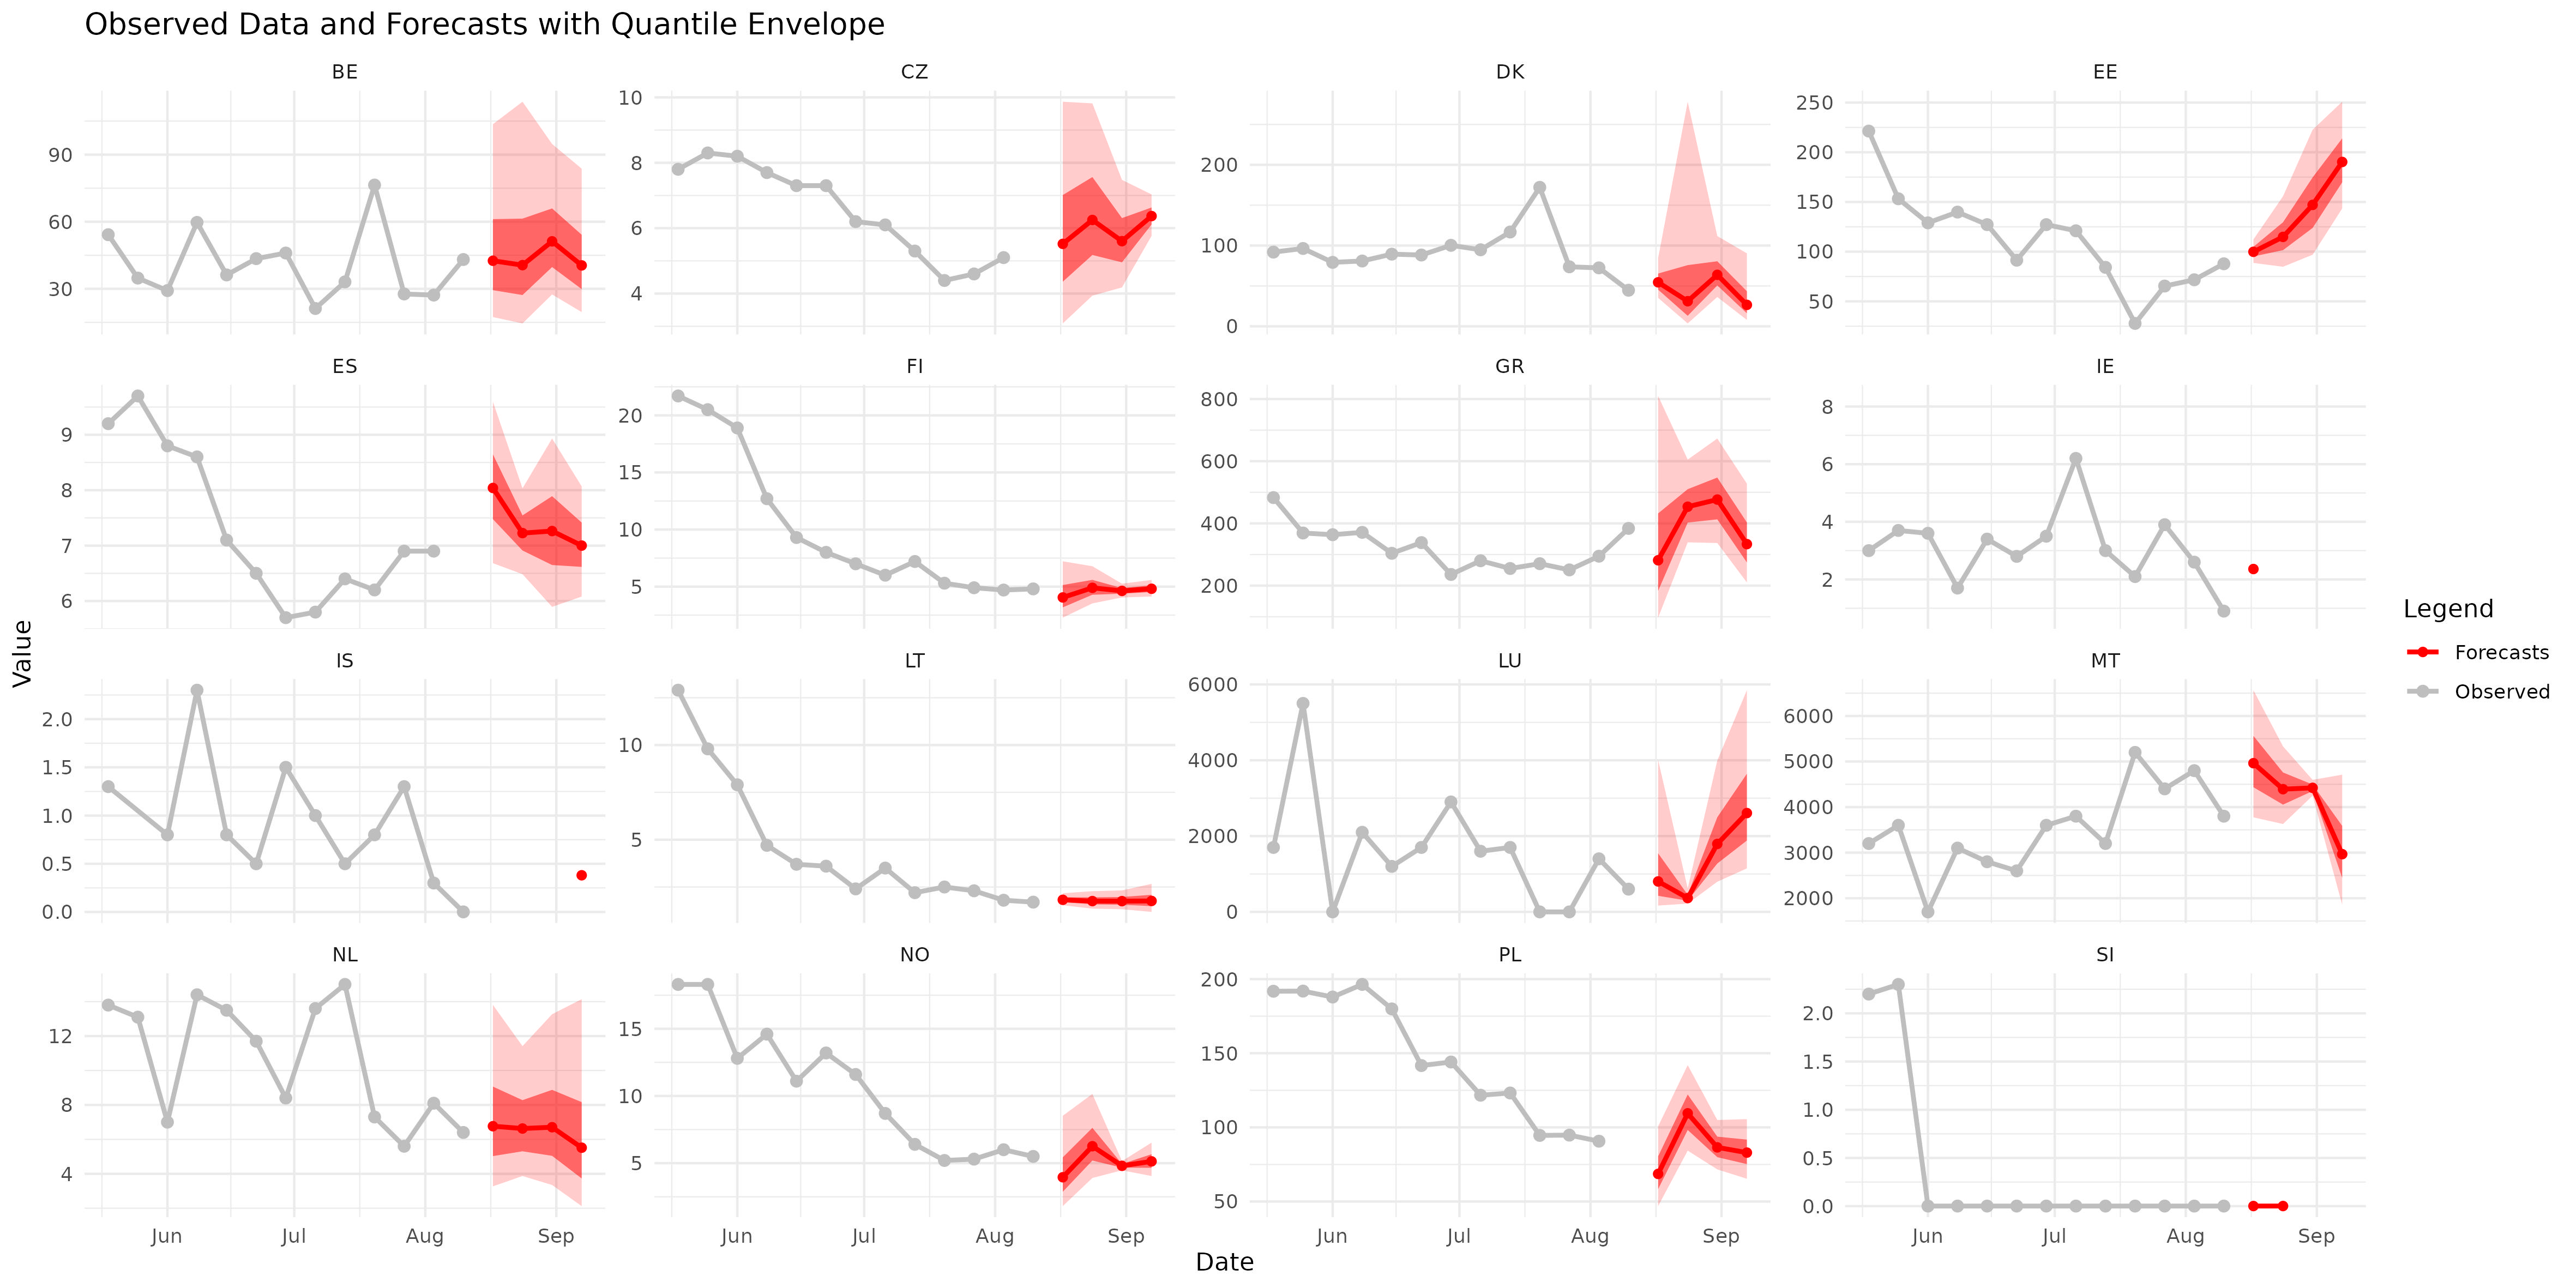 Observed Data and Forecasts with Quantile Envelope
BE
CZ
DK
EE
90
60
30
10
8
6
4
200
100
0
250
200
150
100
50
ES
FI
GR
IE
9
8
7
6
20
15
10
5
800
600
400
200
8
6
4
2
IS
LT
LU
MT
2.0
1.5
1.0
0.5
0.0
10
5
6000
4000
2000
0
6000
5000
4000
3000
2000
NL
NO
PL
SI
12
8
4
15
10
5
200
150
100
50
2.0
1.5
1.0
0.5
0.0
Jun Jul Aug Sep
Jun Jul Aug Sep
Jun Jul Aug Sep
Jun Jul Aug Sep
Value
Date
Legend
Forecasts
Observed